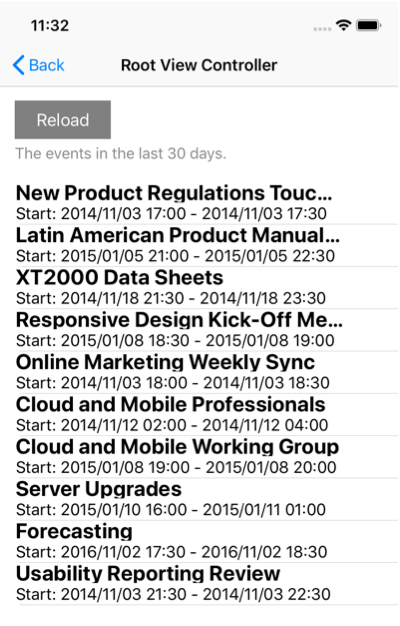 11:32
Back
Root View Controller
Reload
The events in the last 30 days.
New Product Regulations Touc...
Start: 2014/11/03 17:00 - 2014/11/03 17:30
Latin American Product Manual...
Start: 2015/01/05 21:00 - 2015/01/05 22:30
XT2000 Data Sheets
Start: 2014/11/18 21:30 - 2014/11/18 23:30
Responsive Design Kick-Off Me...
Start: 2015/01/08 18:30 - 2015/01/08 19:00
Online Marketing Weekly Sync
Start: 2014/11/03 18:00 - 2014/11/03 18:30
Cloud and Mobile Professionals
Start: 2014/11/12 02:00 - 2014/11/12 04:00
Cloud and Mobile Working Group
Start: 2015/01/08 19:00 - 2015/01/08 20:00
Server Upgrades
Start: 2015/01/10 16:00 - 2015/01/11 01:00
Forecasting
Start: 2016/11/02 17:30 - 2016/11/02 18:30
Usability Reporting Review
Start: 2014/11/03 21:30 - 2014/11/03 22:30